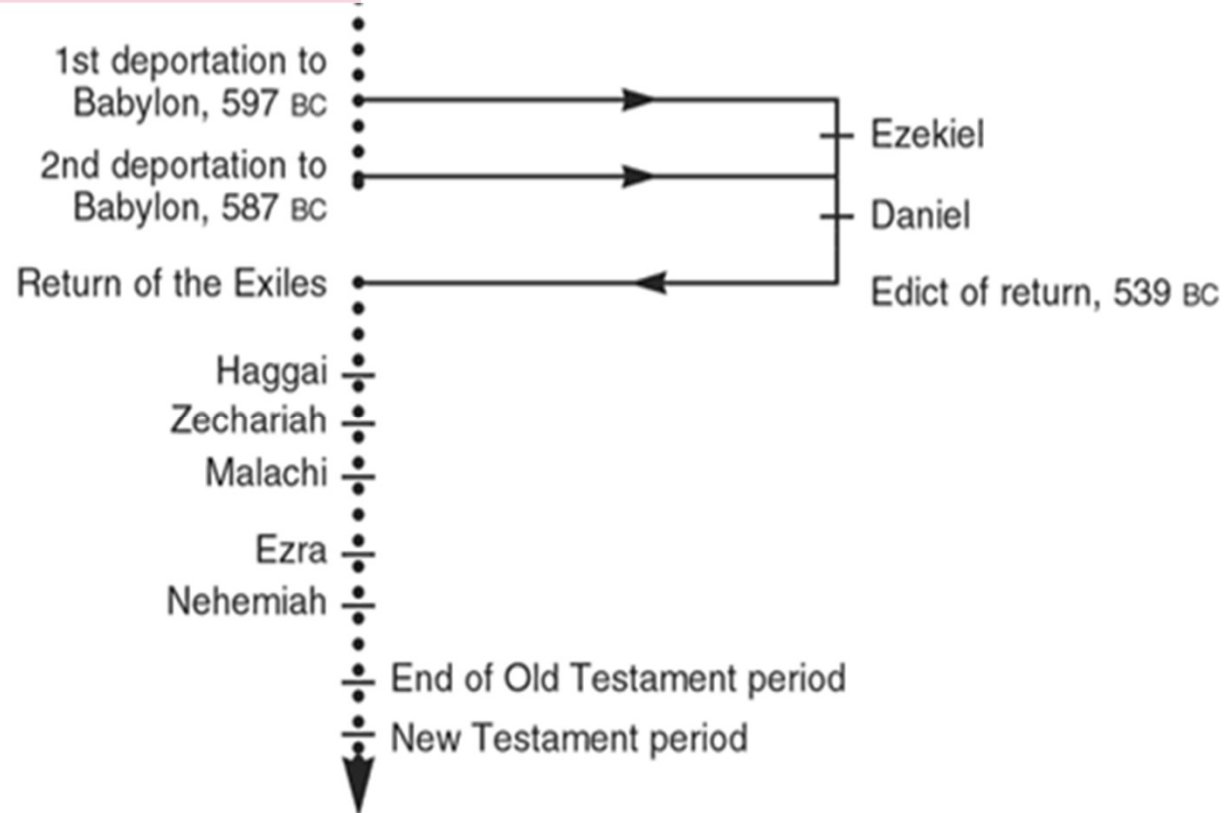 1st deportation to
Babylon, 597 BC
Ezekiel
2nd deportation to
Babylon, 587 BC
Daniel
Return of the Exiles
Edict of return, 539 BC
Haggai
Zechariah
Malachi
Ezra
Nehemiah
End of Old Testament period
New Testament period